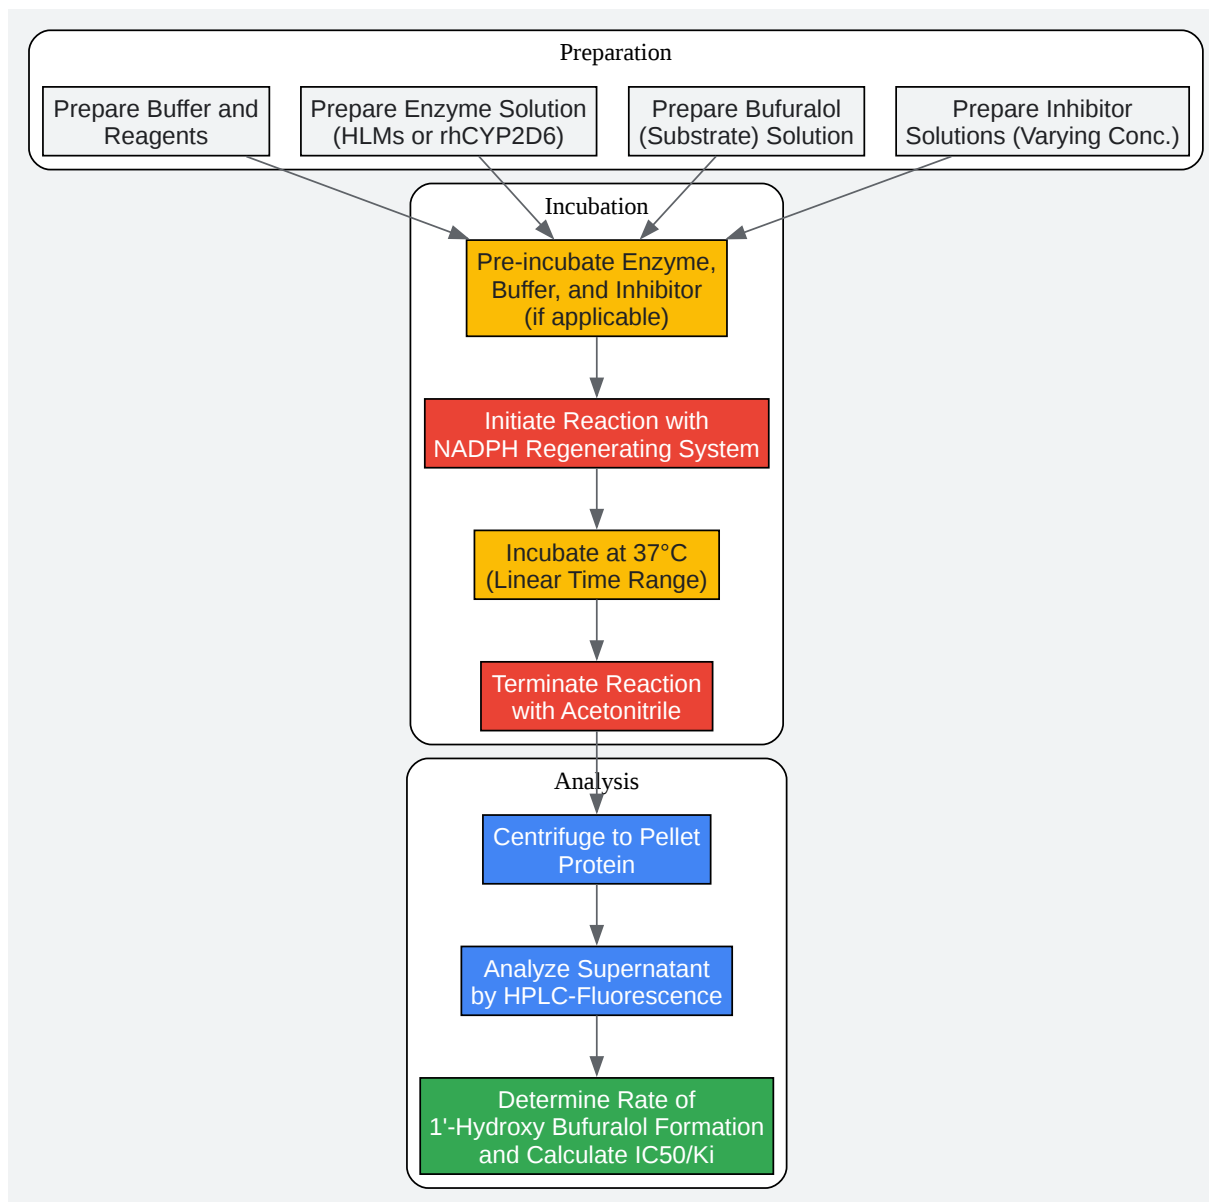 Preparation
Prepare Buffer and
Reagents
Prepare Enzyme Solution
(HLMs or rhCYP2D6)
Prepare Bufuralol
(Substrate) Solution
Prepare Inhibitor
Solutions (Varying Conc.)
Incubation
Pre-incubate Enzyme,
Buffer, and Inhibitor
(if applicable)
Initiate Reaction with
NADPH Regenerating System
Incubate at 37°C
(Linear Time Range)
Terminate Reaction
with Acetonitrile
Analysis
Centrifuge to Pellet
Protein
Analyze Supernatant
by HPLC-Fluorescence
Determine Rate of
1'-Hydroxy Bufuralol Formation
and Calculate IC50/Ki